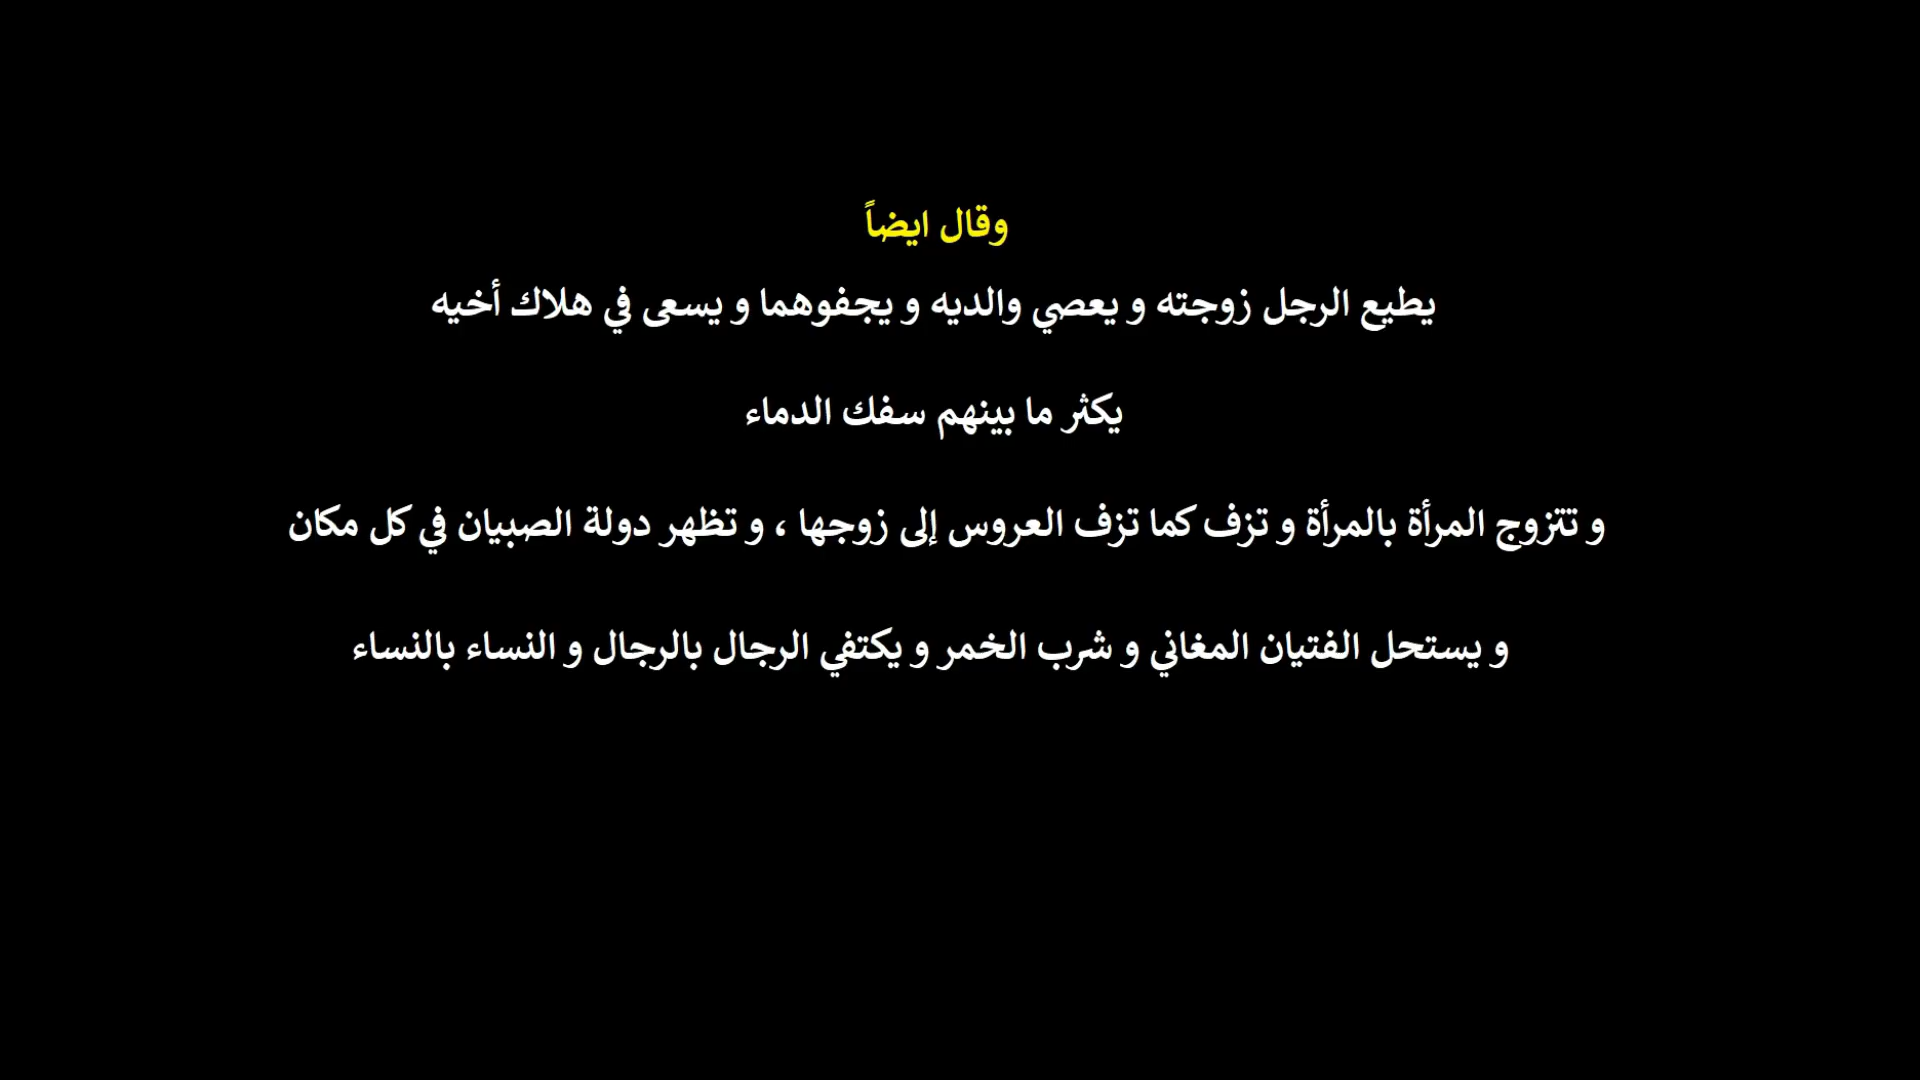 وقال ايضاً
يطيع الرجل زوجته و يعصي والديه و يجفوهما و يسعى في هلاك أخيه
يكثر ما بينهم سفك الدماء
و تتزوج المرأة بالمرأة و تزف كما تزف العروس إلى زوجها ، و تظهر دولة الصبيان في كل مكان
و يستحل الفتيان المغاني و شرب الخمر و يكتفي الرجال بالرجال و النساء بالنساء